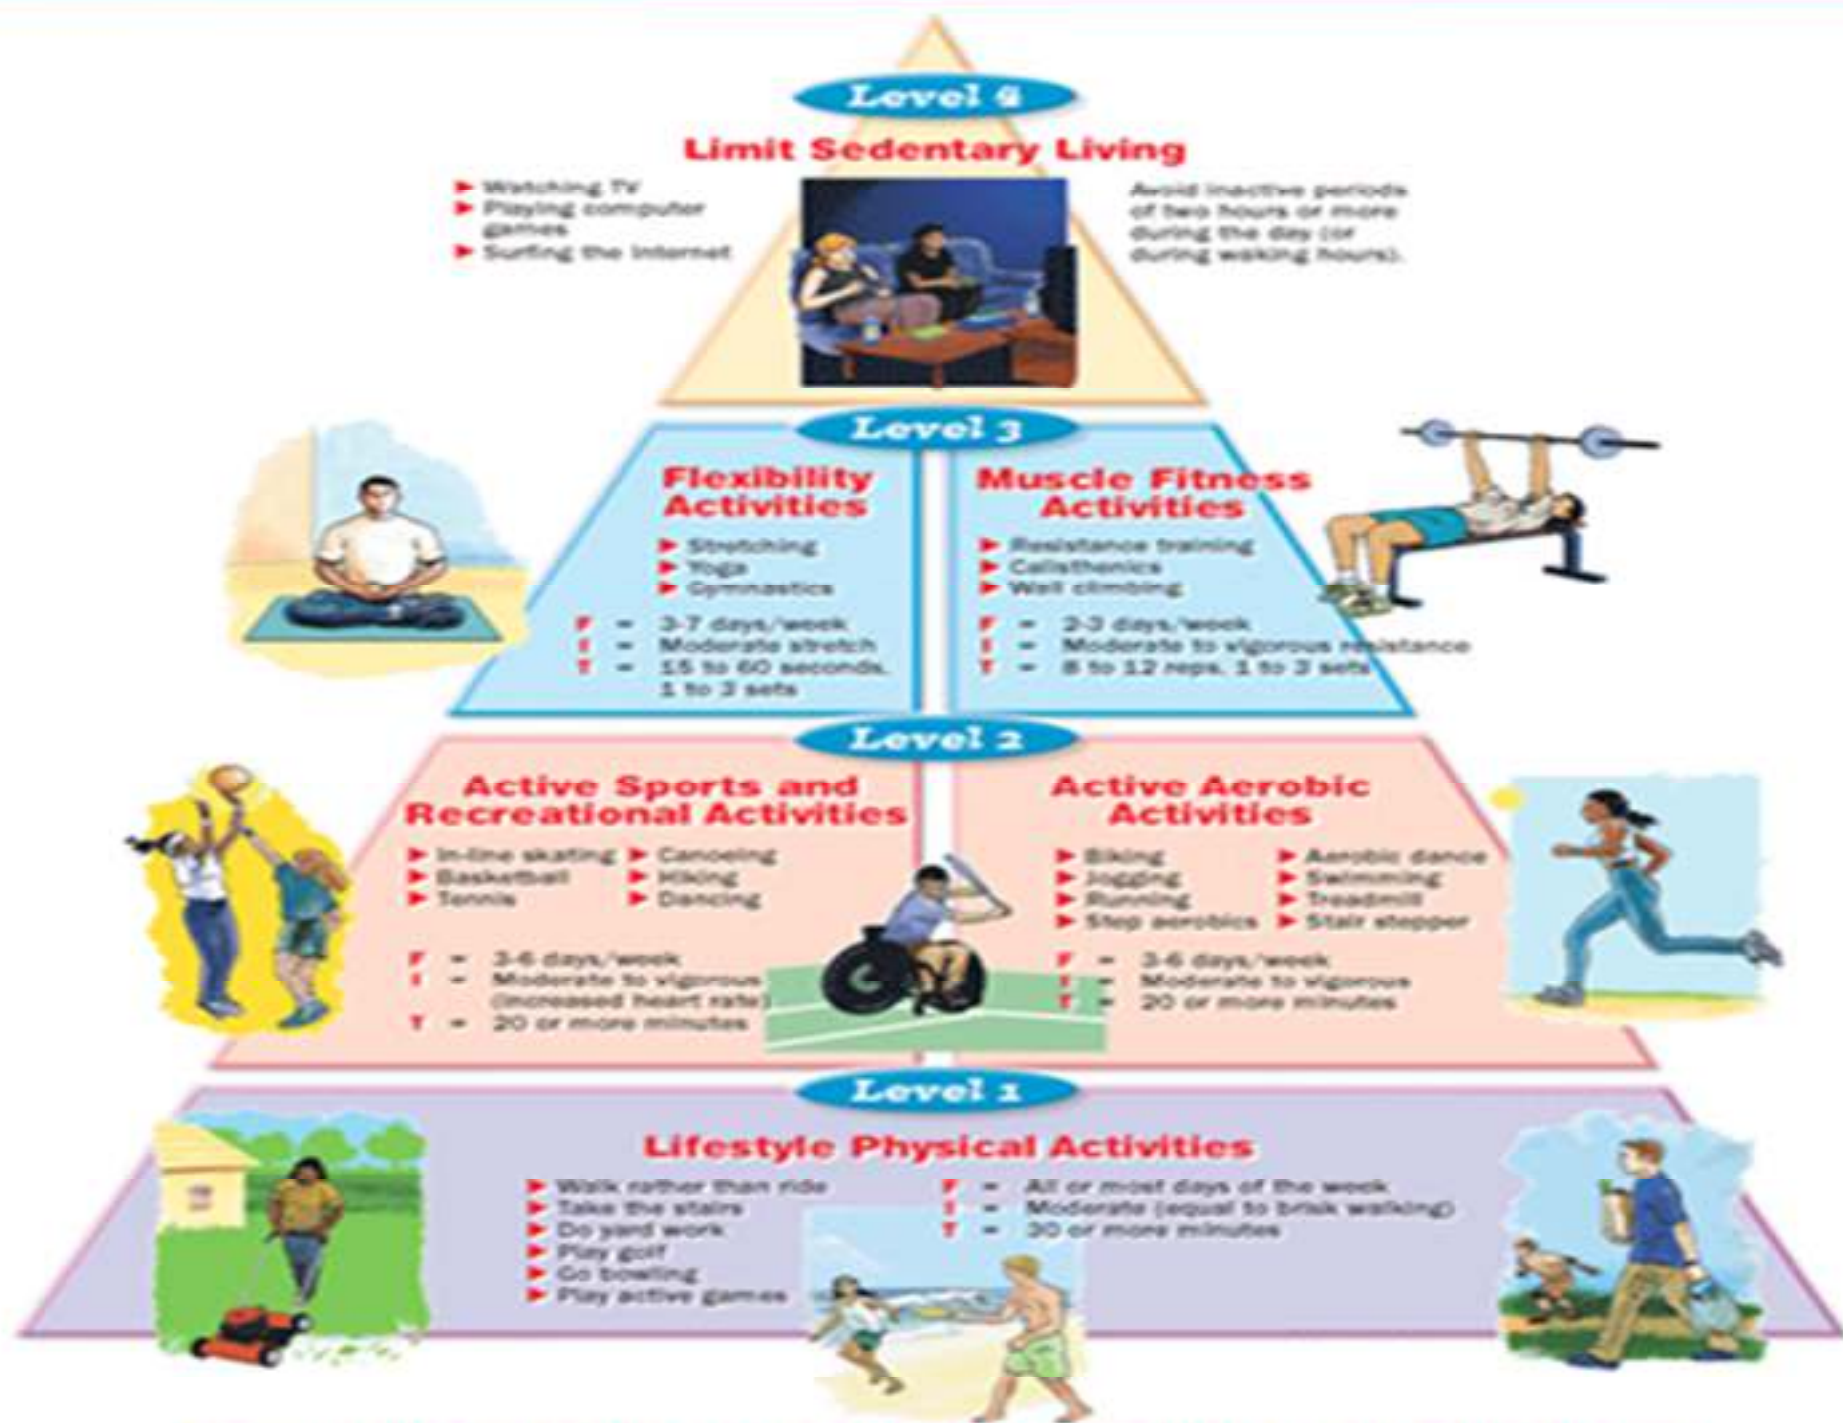 Level 4
Limit Sedentary Living
Watching TV
Playing computer
games
Surfing the Internet
Avoid inactive periods
of two hours or more
during the day (or
during waking hours).
Level 3
Flexibility
Activities
Stretching
Yoga
Gymnastics
F = 3-7 days/week
I = Moderate stretch
T = 15 to 60 seconds,
1 to 3 sets
Muscle Fitness
Activities
Resistance training
Calisthenics
Wall climbing
F = 2-3 days/week
I = Moderate to vigorous resistance
T = 8 to 12 reps, 1 to 3 sets
Level 2
Active Sports and
Recreational Activities
In-line skating
Basketball
Tennis
Canoeing
Hiking
Dancing
F = 3-6 days/week
I = Moderate to vigorous
(increased heart rate)
T = 20 or more minutes
Active Aerobic
Activities
Biking
Jogging
Running
Step aerobics
Aerobic dance
Swimming
Treadmill
Stair stepper
F = 3-6 days/week
I = Moderate to vigorous
T = 20 or more minutes
Level 1
Lifestyle Physical Activities
Walk rather than ride
Take the stairs
Do yard work
Play golf
Go bowling
Play active games
F = All or most days of the week
I = Moderate (equal to brisk walking)
T = 30 or more minutes